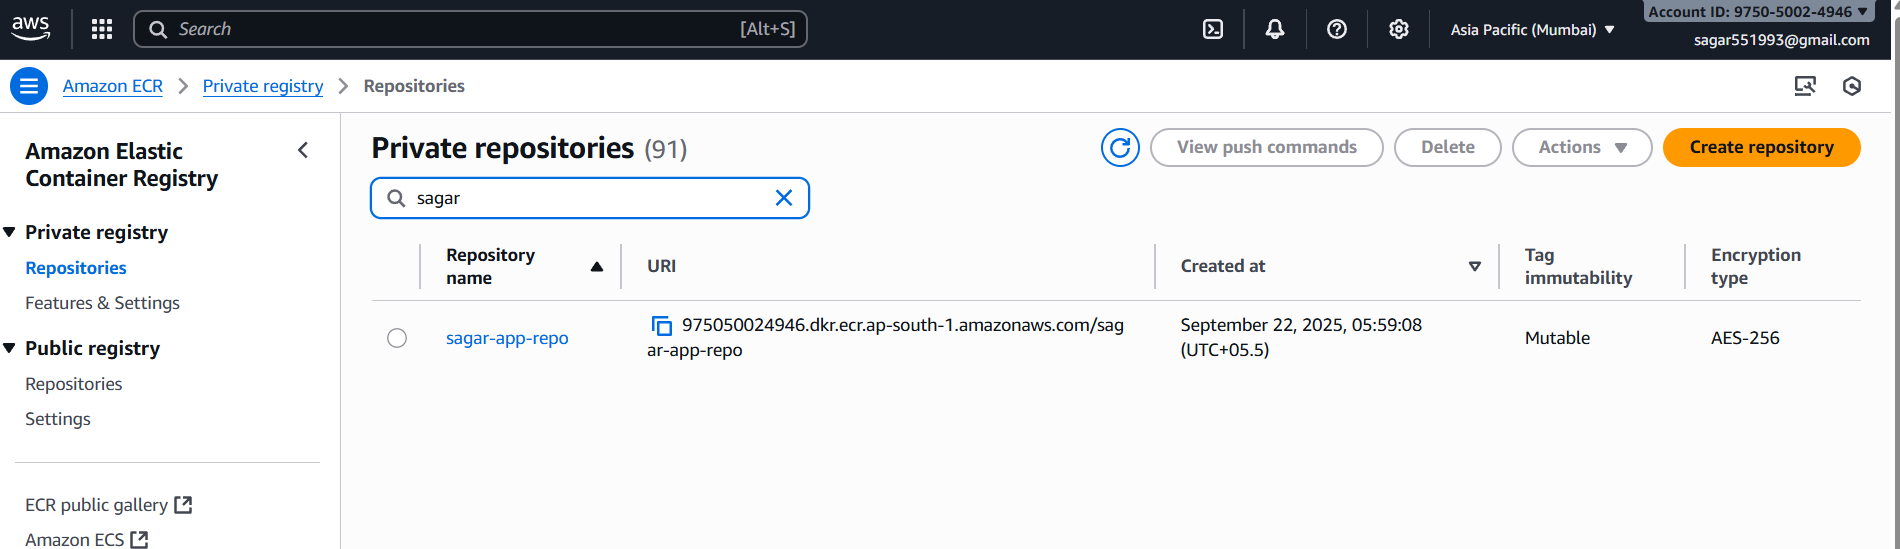 aws
Search
[Alt+S]
Asia Pacific (Mumbai)
Account ID: 9750-5002-4946
sagar551993@gmail.com
Amazon ECR
Private registry
Repositories
Amazon Elastic
Container Registry
Private registry
Repositories
Features & Settings
Public registry
Repositories
Settings
ECR public gallery
Amazon ECS
Private repositories (91)
View push commands
Delete
Actions
Create repository
sagar
Repository
name
URI
Created at
Tag
immutability
Encryption
type
sagar-app-repo
975050024946.dkr.ecr.ap-south-1.amazonaws.com/sag
ar-app-repo
September 22, 2025, 05:59:08
(UTC+05.5)
Mutable
AES-256